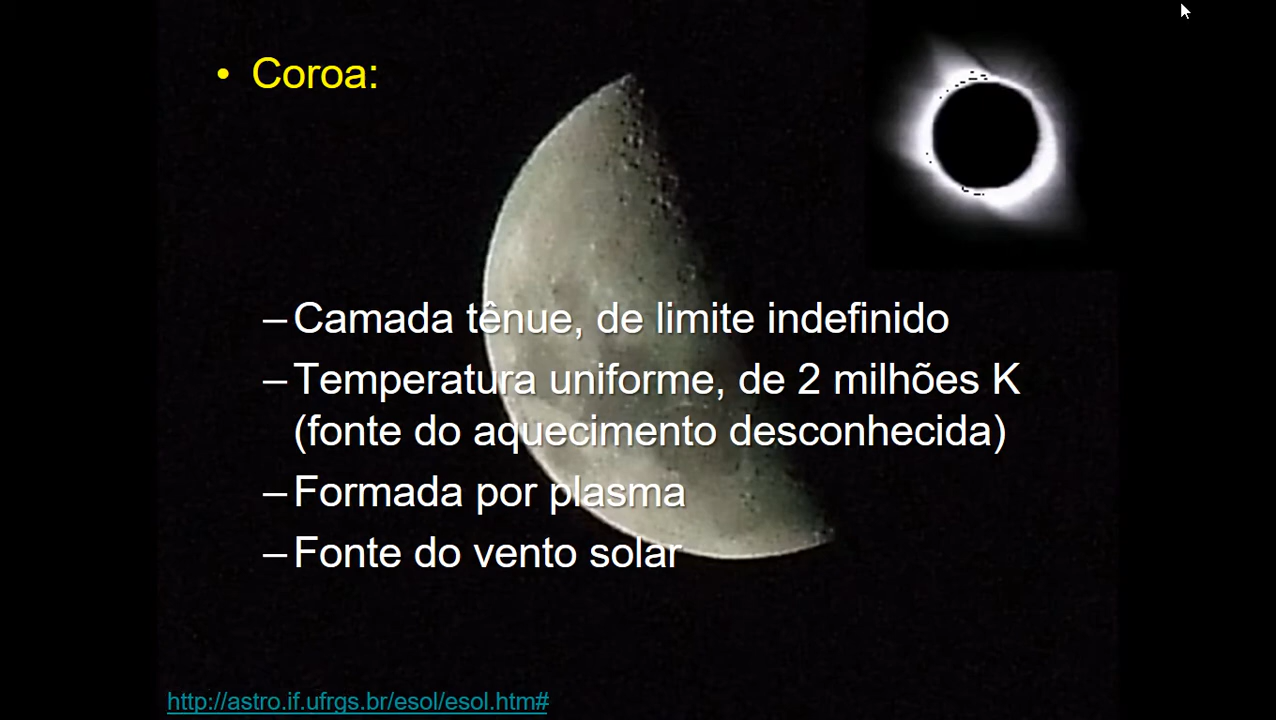 • Coroa:
– Camada tênue, de limite indefinido
– Temperatura uniforme, de 2 milhões K
(fonte do aquecimento desconhecida)
– Formada por plasma
– Fonte do vento solar
http://astro.if.ufrgs.br/esol/esol.htm#